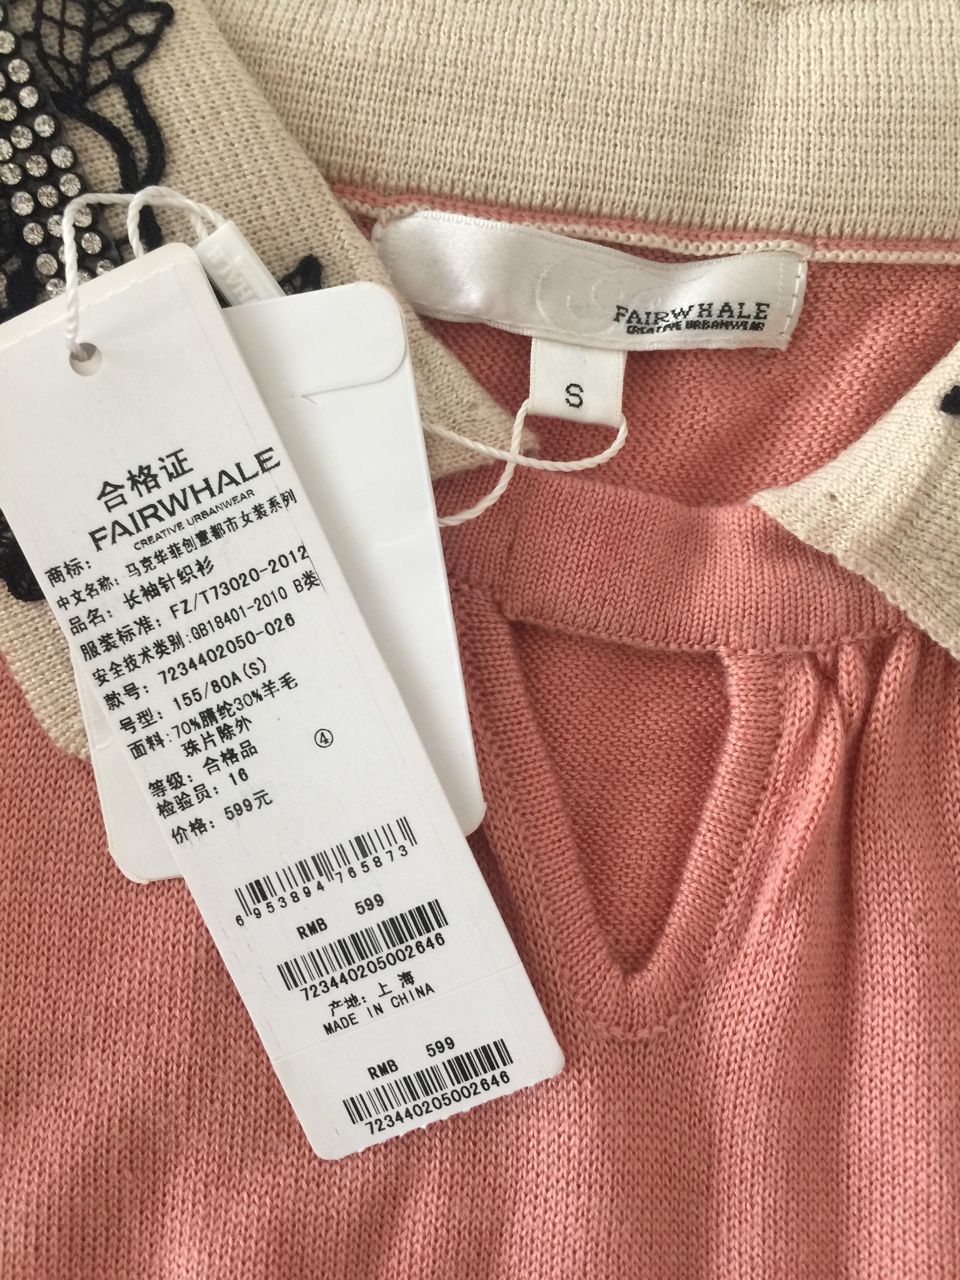 FAIRWHALE
CREATIVE URBANWEAR
S
合格证
FAIRWHALE
CREATIVE URBANWEAR
商标:
中文名称: 马克华菲创意都市女装系列
品名: 长袖针织衫
服装标准: FZ/T73020-2012
安全技术类别:GB18401-2010 B类
款号: 7234402050-026
号型: 155/80A(S)
面料:70%腈纶30%羊毛
珠片除外
④
等级: 合格品
检验员: 16
价格: 599元
6 953894 765873
RMB 599
723440205002646
产地: 上 海
MADE IN CHINA
RMB 599
723440205002646